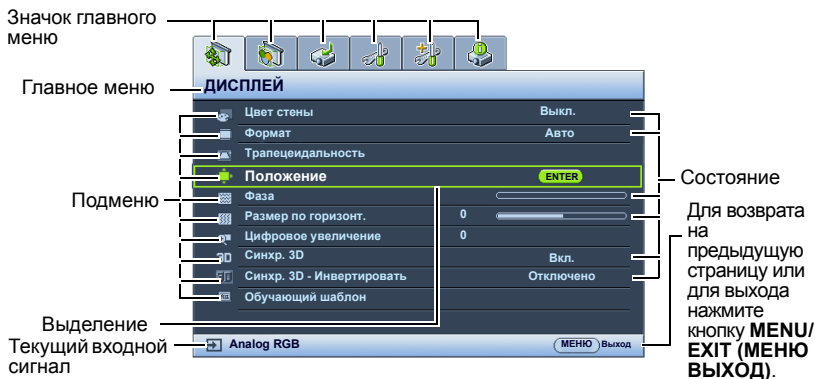 Значок главного
меню
Главное меню
ДИСПЛЕЙ
Цвет стены Выкл.
Формат Авто
Трапецеидальность
Положение ENTER
Фаза
Размер по горизонт. 0
Цифровое увеличение 0
3D Синхр. 3D Вкл.
Синхр. 3D - Инвертировать Отключено
Обучающий шаблон
Analog RGB МЕНЮ Выход
Подменю
Выделение
Текущий входной
сигнал
Состояние
Для возврата
на
предыдущую
страницу или
для выхода
нажмите
кнопку MENU/
EXIT (МЕНЮ
ВЫХОД).